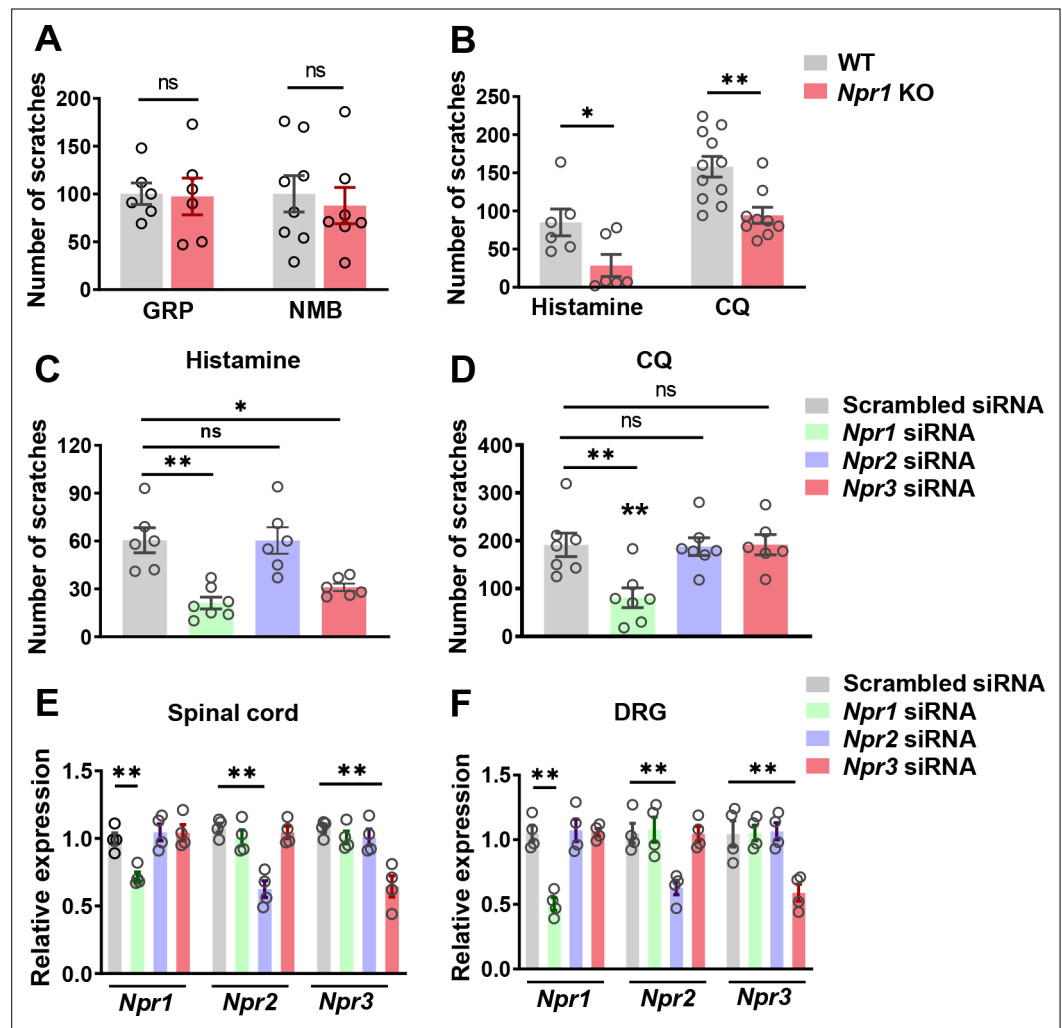 A
Number of scratches
200
150
100
50
0
ns
ns
GRP
NMB
B
Number of scratches
250
200
150
100
50
0
*
**
Histamine
CQ
WT
Npr1 KO
C
Histamine
Number of scratches
120
90
60
30
0
*
ns
**
D
CQ
Number of scratches
400
300
200
100
0
ns
ns
**
**
Scrambled siRNA
Npr1 siRNA
Npr2 siRNA
Npr3 siRNA
E
Spinal cord
Relative expression
1.5
1.0
0.5
0.0
**
**
**
Npr1
Npr2
Npr3
F
DRG
Relative expression
1.5
1.0
0.5
0.0
**
**
**
Npr1
Npr2
Npr3
Scrambled siRNA
Npr1 siRNA
Npr2 siRNA
Npr3 siRNA